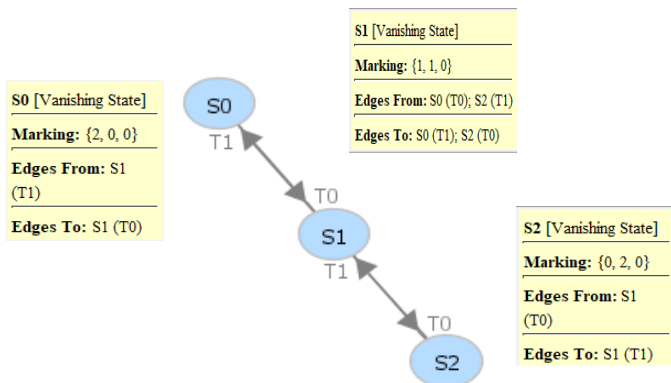 S1 [Vanishing State]
Marking: {1, 1, 0}
Edges From: S0 (T0); S2 (T1)
Edges To: S0 (T1); S2 (T0)
S0 [Vanishing State]
Marking: {2, 0, 0}
Edges From: S1
(T1)
Edges To: S1 (T0)
S0
T1
T0
S1
T1
T0
S2
S2 [Vanishing State]
Marking: {0, 2, 0}
Edges From: S1
(T0)
Edges To: S1 (T1)